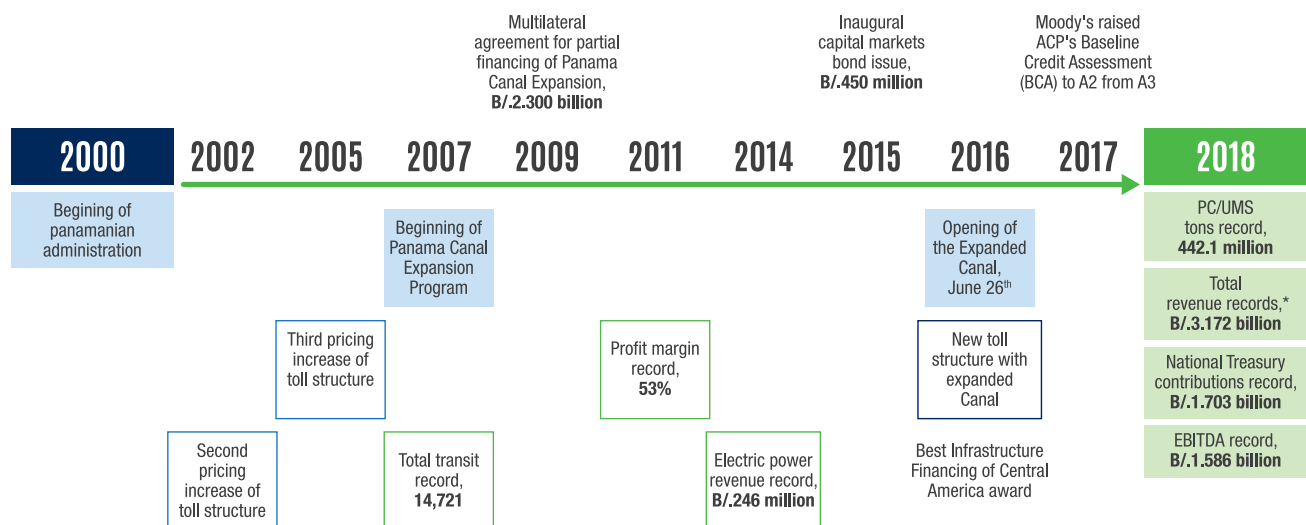 Multilateral
agreement for partial
financing of Panama
Canal Expansion,
B/.2.300 billion
Inaugural
capital markets
bond issue,
B/.450 million
Moody's raised
ACP's Baseline
Credit Assessment
(BCA) to A2 from A3
2000
2002
2005
2007
2009
2011
2014
2015
2016
2017
2018
Begining of
panamanian
administration
Beginning of
Panama Canal
Expansion
Program
Opening of
the Expanded
Canal,
June 26th
PC/UMS
tons record,
442.1 million
Total
revenue records,*
B/.3.172 billion
National Treasury
contributions record,
B/.1.703 billion
EBITDA record,
B/.1.586 billion
Third pricing
increase of
toll structure
Profit margin
record,
53%
New toll
structure with
expanded
Canal
Second
pricing
increase of
toll structure
Total transit
record,
14,721
Electric power
revenue record,
B/.246 million
Best Infrastructure
Financing of Central
America award